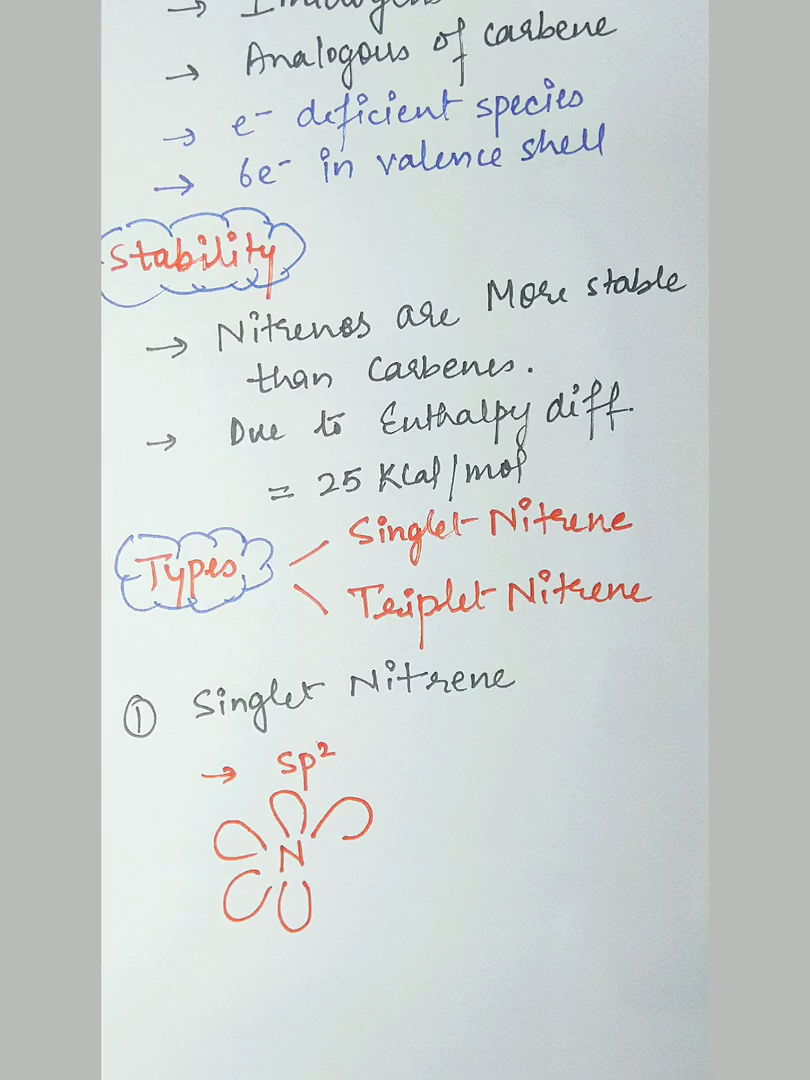 → Analogous of carbene
→ e⁻ deficient species
→ 6e⁻ in valence shell
Stability
→ Nitrenes are More stable
than Carbenes.
→ Due to Enthalpy diff.
= 25 Kcal/mol
Types
Singlet Nitrene
Triplet Nitrene
① Singlet Nitrene
→ Sp²
N